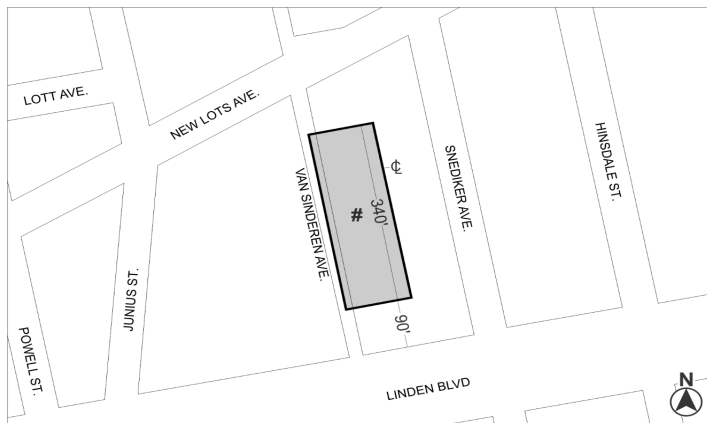 LOTT AVE.
NEW LOTS AVE.
HINSDALE ST.
SNEDIKER AVE.
℄
VAN SINDEREN AVE.
#
340'
90'
JUNIUS ST.
POWELL ST.
LINDEN BLVD
N